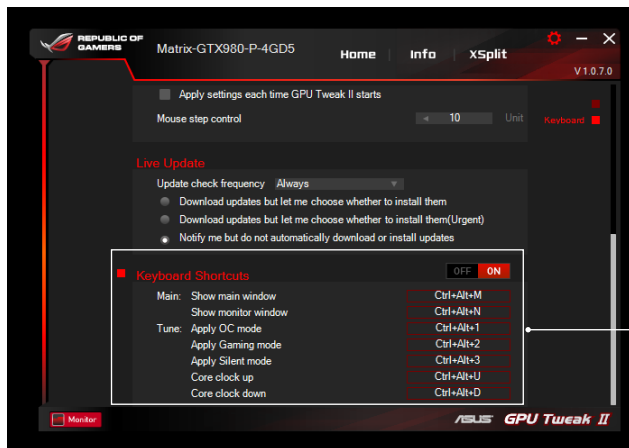 REPUBLIC OF
GAMERS
Matrix-GTX980-P-4GD5
Home Info XSplit
V 1.0.7.0
Apply settings each time GPU Tweak II starts
Mouse step control 10 Unit
Keyboard
Live Update
Update check frequency Always
Download updates but let me choose whether to install them
Download updates but let me choose whether to install them(Urgent)
Notify me but do not automatically download or install updates
Keyboard Shortcuts OFF ON
Main: Show main window Ctrl+Alt+M
Show monitor window Ctrl+Alt+N
Tune: Apply OC mode Ctrl+Alt+1
Apply Gaming mode Ctrl+Alt+2
Apply Silent mode Ctrl+Alt+3
Core clock up Ctrl+Alt+U
Core clock down Ctrl+Alt+D
Monitor
ASUS GPU Tweak II